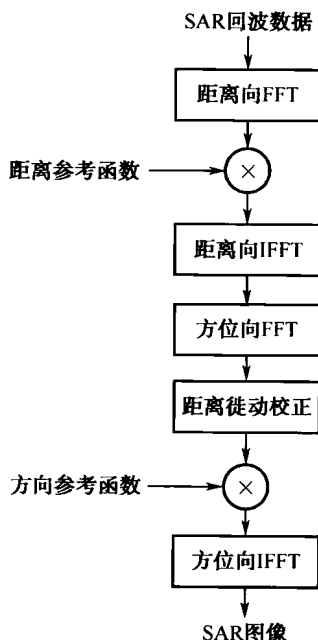 SAR回波数据
距离向FFT
距离参考函数
×
距离向IFFT
方位向FFT
距离徙动校正
方向参考函数
×
方位向IFFT
SAR图像